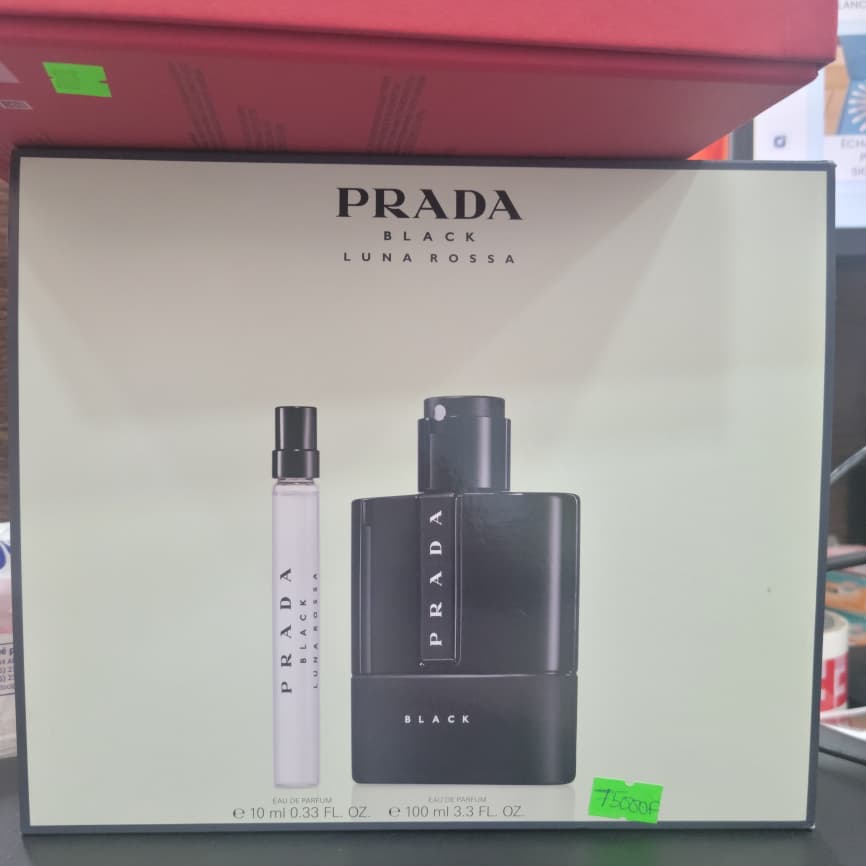 PRADA
BLACK
LUNA ROSSA
PRADA
BLACK
LUNA ROSSA
PRADA
BLACK
EAU DE PARFUM
℮ 10 ml 0.33 FL. OZ.
EAU DE PARFUM
℮ 100 ml 3.3 FL. OZ.
75000F